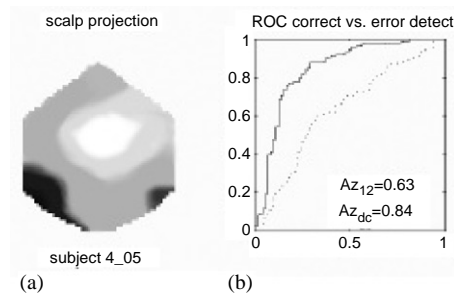 scalp projection
subject 4_05
(a)
ROC correct vs. error detect
1
0.8
0.6
0.4
0.2
0
0
0.5
1
Az12=0.63
Azdc=0.84
(b)